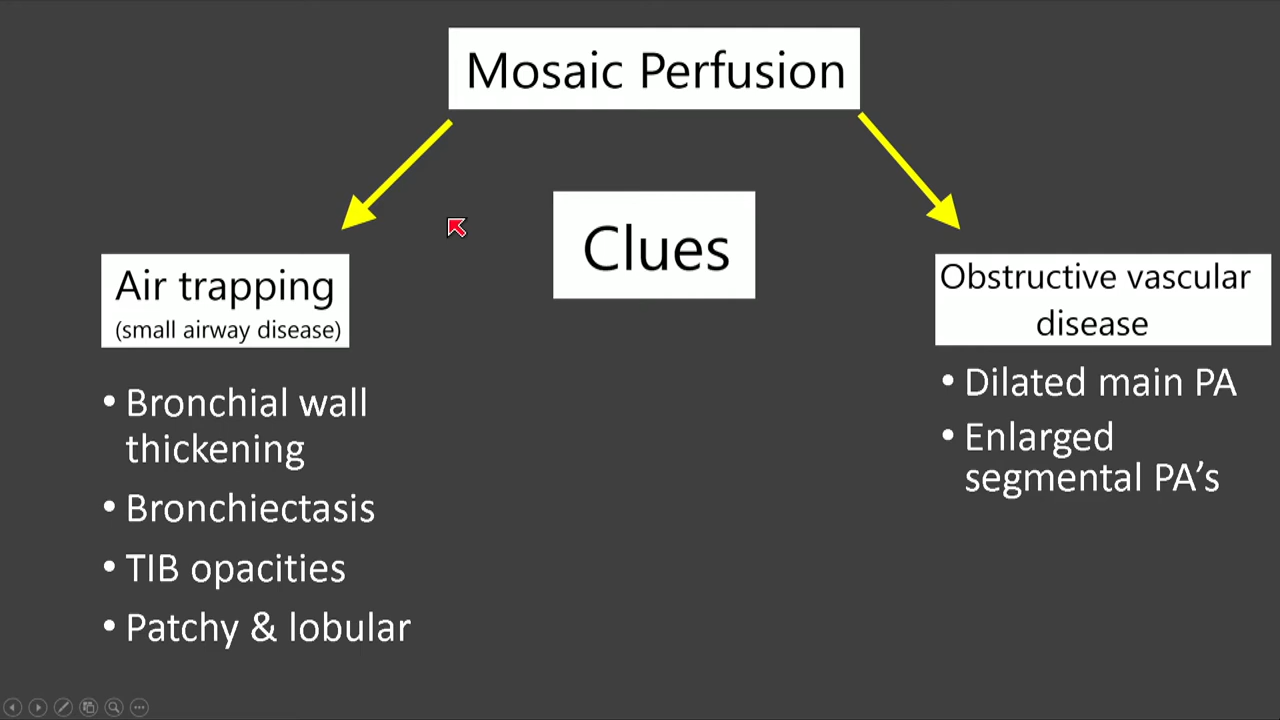 Mosaic Perfusion
Clues
Air trapping
(small airway disease)
• Bronchial wall
thickening
• Bronchiectasis
• TIB opacities
• Patchy & lobular
Obstructive vascular
disease
• Dilated main PA
• Enlarged
segmental PA’s